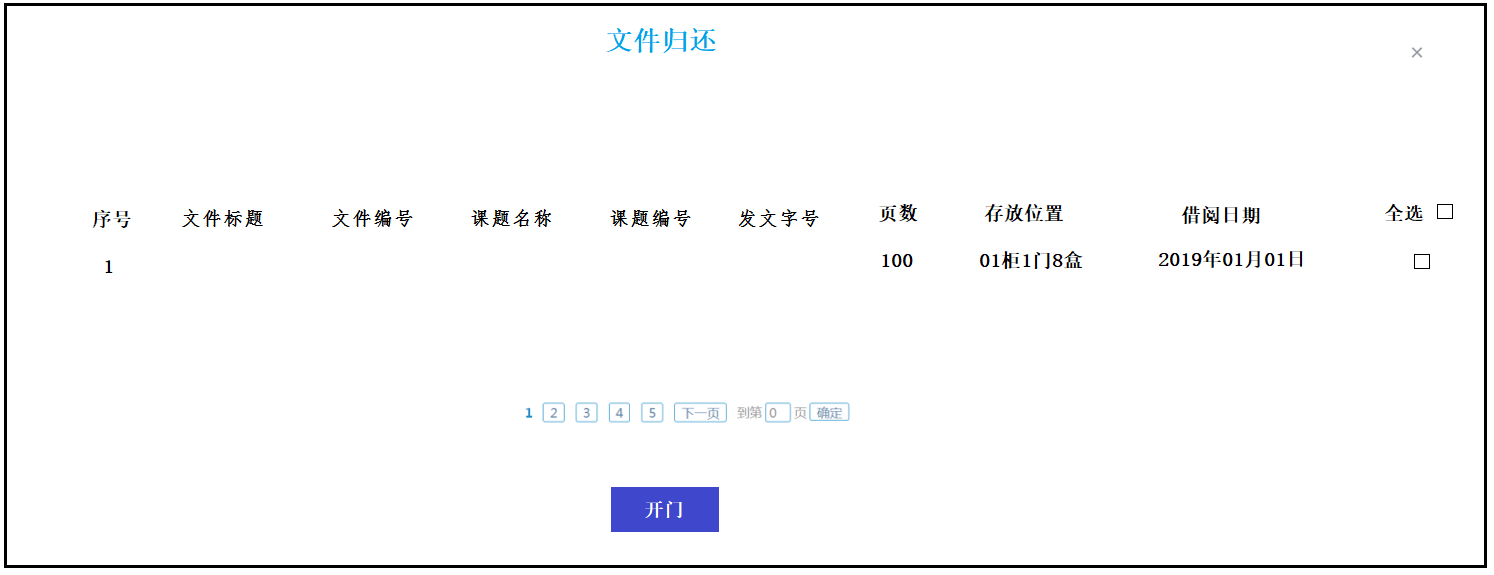 文件归还
×
序号 文件标题 文件编号 课题名称 课题编号 发文字号 页数 存放位置 借阅日期 全选
1 100 01柜1门8盒 2019年01月01日
1 2 3 4 5 下一页 到第 0 页 确定
开门